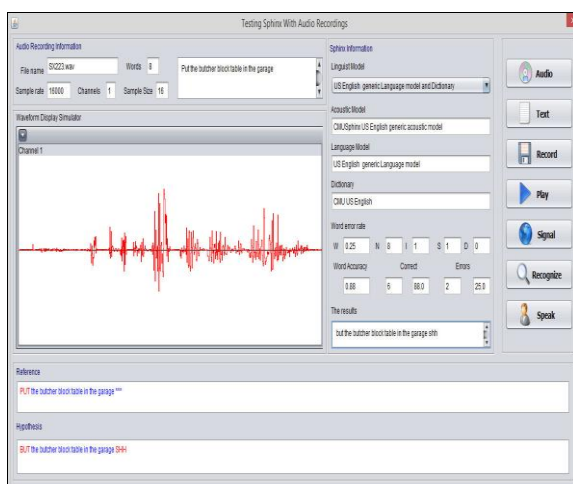 Testing Sphinx With Audio Recordings
Audio Recording Information
File name SX223.wav Words 8
Put the butcher block table in the garage
Sample rate 16000 Channels 1 Sample Size 16
Waveform Display Simulator
Channel 1
Sphinx Information
Linguist Model
US English generic Language model and Dictionary
Acoustic Model
CMUSphinx US English generic acoustic model
Language Model
US English generic Language model
Dictionary
CMU US English
Word error rate
W 0.25 N 8 I 1 S 1 D 0
Word Accuracy Correct Errors
0.88 88.0 2 25.0
The results
but the butcher block table in the garage shh
Audio
Text
Record
Play
Signal
Recognize
Speak
Reference
PUT the butcher block table in the garage ***
Hypothesis
BUT the butcher block table in the garage SHH